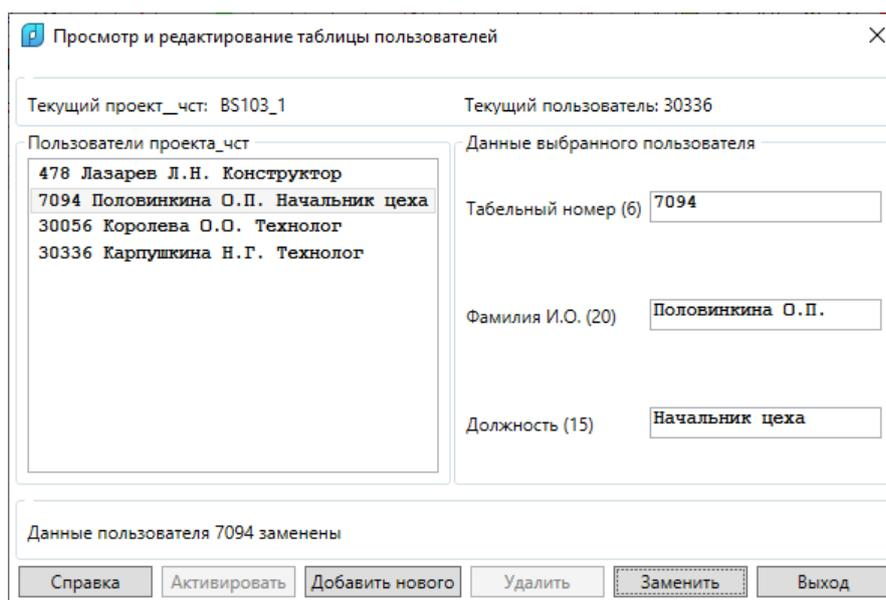 Просмотр и редактирование таблицы пользователей
Текущий проект_чст: BS103_1
Текущий пользователь: 30336
Пользователи проекта_чст
478 Лазарев Л.Н. Конструктор
7094 Половинкина О.П. Начальник цеха
30056 Королева О.О. Технолог
30336 Карпушкина Н.Г. Технолог
Данные выбранного пользователя
Табельный номер (6) 7094
Фамилия И.О. (20) Половинкина О.П.
Должность (15) Начальник цеха
Данные пользователя 7094 заменены
Справка Активировать Добавить нового Удалить Заменить Выход